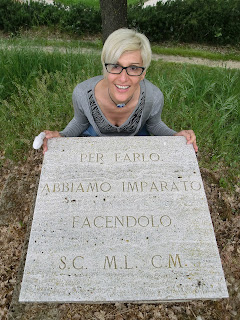 PER FARLO.
ABBIAMO IMPARATO
FACENDOLO.
S.C. M.L. C.M.